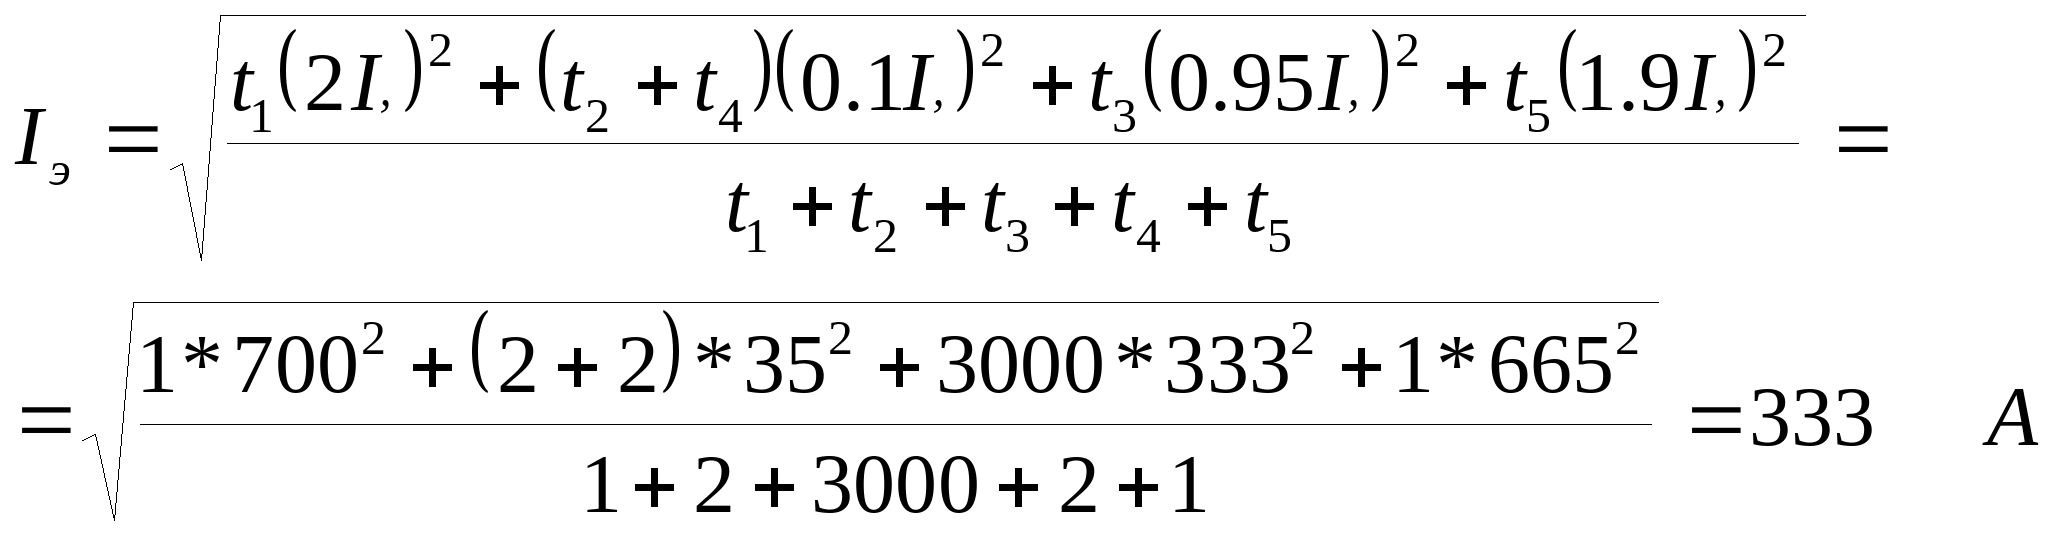 Iэ = √((t₁(2I,)² + (t₂ + t₄)(0.1I,)² + t₃(0.95I,)² + t₅(1.9I,)²) / (t₁ + t₂ + t₃ + t₄ + t₅)) =
= √((1*700² + (2 + 2)*35² + 3000*333² + 1*665²) / (1 + 2 + 3000 + 2 + 1)) = 333 A